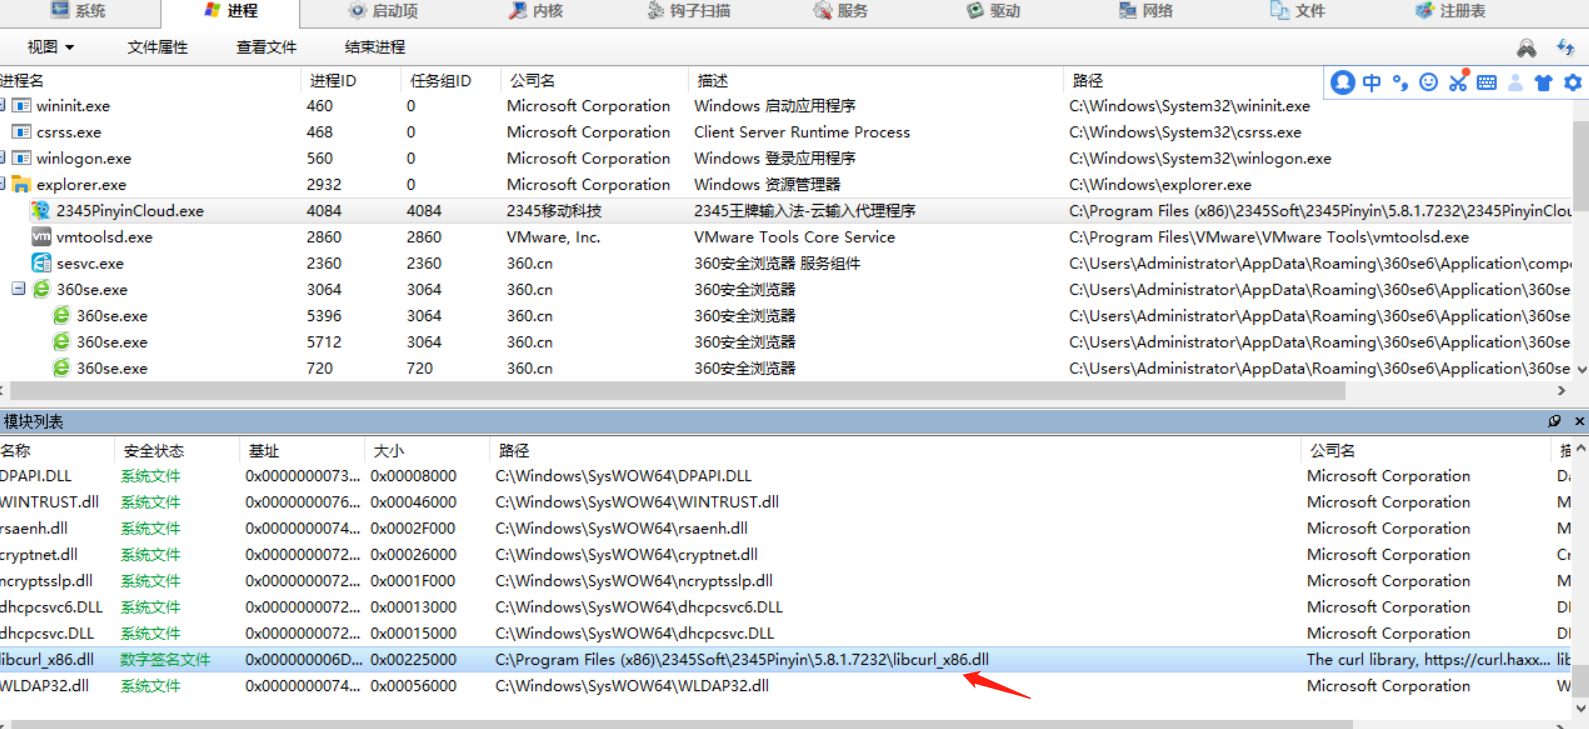 系统 进程 启动项 内核 钩子扫描 服务 驱动 网络 文件 注册表
视图 文件属性 查看文件 结束进程
进程名 进程ID 任务组ID 公司名 描述 路径 中
wininit.exe 460 0 Microsoft Corporation Windows 启动应用程序 C:\Windows\System32\wininit.exe
csrss.exe 468 0 Microsoft Corporation Client Server Runtime Process C:\Windows\System32\csrss.exe
winlogon.exe 560 0 Microsoft Corporation Windows 登录应用程序 C:\Windows\System32\winlogon.exe
explorer.exe 2932 0 Microsoft Corporation Windows 资源管理器 C:\Windows\explorer.exe
2345PinyinCloud.exe 4084 4084 2345移动科技 2345王牌输入法-云输入代理程序 C:\Program Files (x86)\2345Soft\2345Pinyin\5.8.1.7232\2345PinyinClou
vm vmtoolsd.exe 2860 2860 VMware, Inc. VMware Tools Core Service C:\Program Files\VMware\VMware Tools\vmtoolsd.exe
sesvc.exe 2360 2360 360.cn 360安全浏览器 服务组件 C:\Users\Administrator\AppData\Roaming\360se6\Application\comp
360se.exe 3064 3064 360.cn 360安全浏览器 C:\Users\Administrator\AppData\Roaming\360se6\Application\360se
360se.exe 5396 3064 360.cn 360安全浏览器 C:\Users\Administrator\AppData\Roaming\360se6\Application\360se
360se.exe 5712 3064 360.cn 360安全浏览器 C:\Users\Administrator\AppData\Roaming\360se6\Application\360se
360se.exe 720 720 360.cn 360安全浏览器 C:\Users\Administrator\AppData\Roaming\360se6\Application\360se
模块列表
名称 安全状态 基址 大小 路径 公司名 描
DPAPI.DLL 系统文件 0x0000000073... 0x00008000 C:\Windows\SysWOW64\DPAPI.DLL Microsoft Corporation Da
WINTRUST.dll 系统文件 0x0000000076... 0x00046000 C:\Windows\SysWOW64\WINTRUST.dll Microsoft Corporation M
rsaenh.dll 系统文件 0x0000000074... 0x0002F000 C:\Windows\SysWOW64\rsaenh.dll Microsoft Corporation M
cryptnet.dll 系统文件 0x0000000072... 0x00026000 C:\Windows\SysWOW64\cryptnet.dll Microsoft Corporation Cr
ncryptsslp.dll 系统文件 0x0000000072... 0x0001F000 C:\Windows\SysWOW64\ncryptsslp.dll Microsoft Corporation M
dhcpcsvc6.DLL 系统文件 0x0000000072... 0x00013000 C:\Windows\SysWOW64\dhcpcsvc6.DLL Microsoft Corporation DI
dhcpcsvc.DLL 系统文件 0x0000000072... 0x00015000 C:\Windows\SysWOW64\dhcpcsvc.DLL Microsoft Corporation DI
libcurl_x86.dll 数字签名文件 0x000000006D... 0x00225000 C:\Program Files (x86)\2345Soft\2345Pinyin\5.8.1.7232\libcurl_x86.dll The curl library, https://curl.haxx... lib
WLDAP32.dll 系统文件 0x0000000074... 0x00056000 C:\Windows\SysWOW64\WLDAP32.dll Microsoft Corporation W